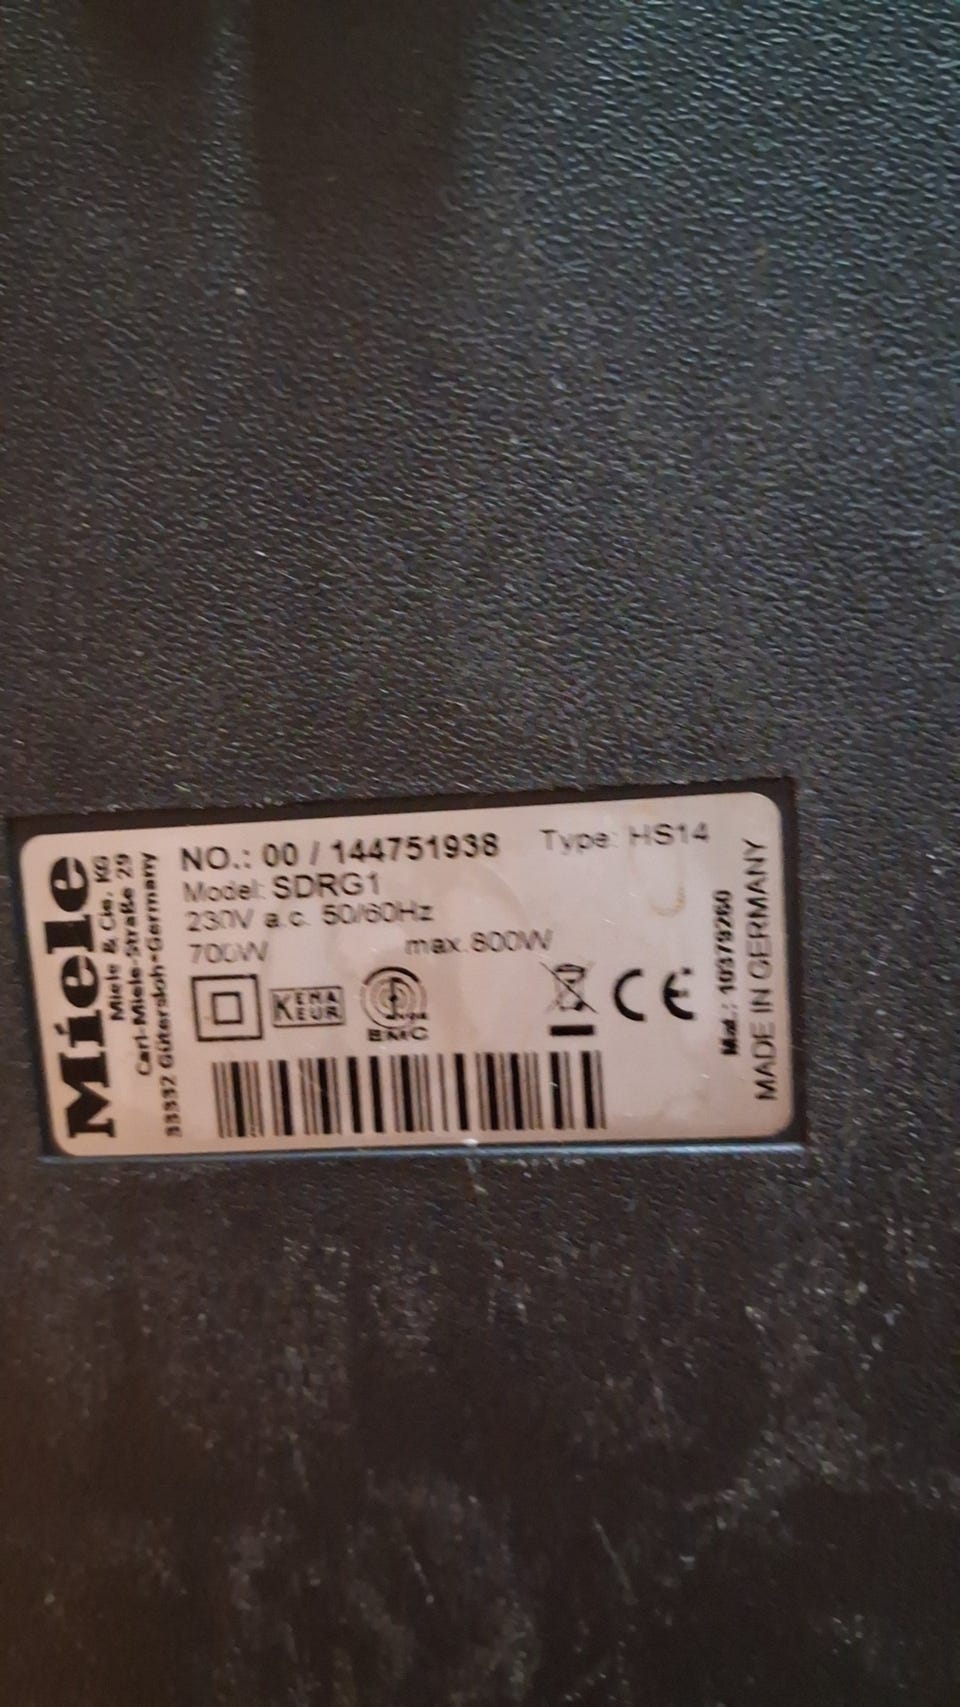 Miele
Miele & Cie. KG
Carl-Miele-Straße 29
33332 Gütersloh•Germany
NO.: 00 / 144751938 Type: HS14
Model: SDRG1
230V a.c. 50/60Hz
700W max.800W
KEMA
KEUR
EMC
CE
Mat.:
MADE IN GERMANY